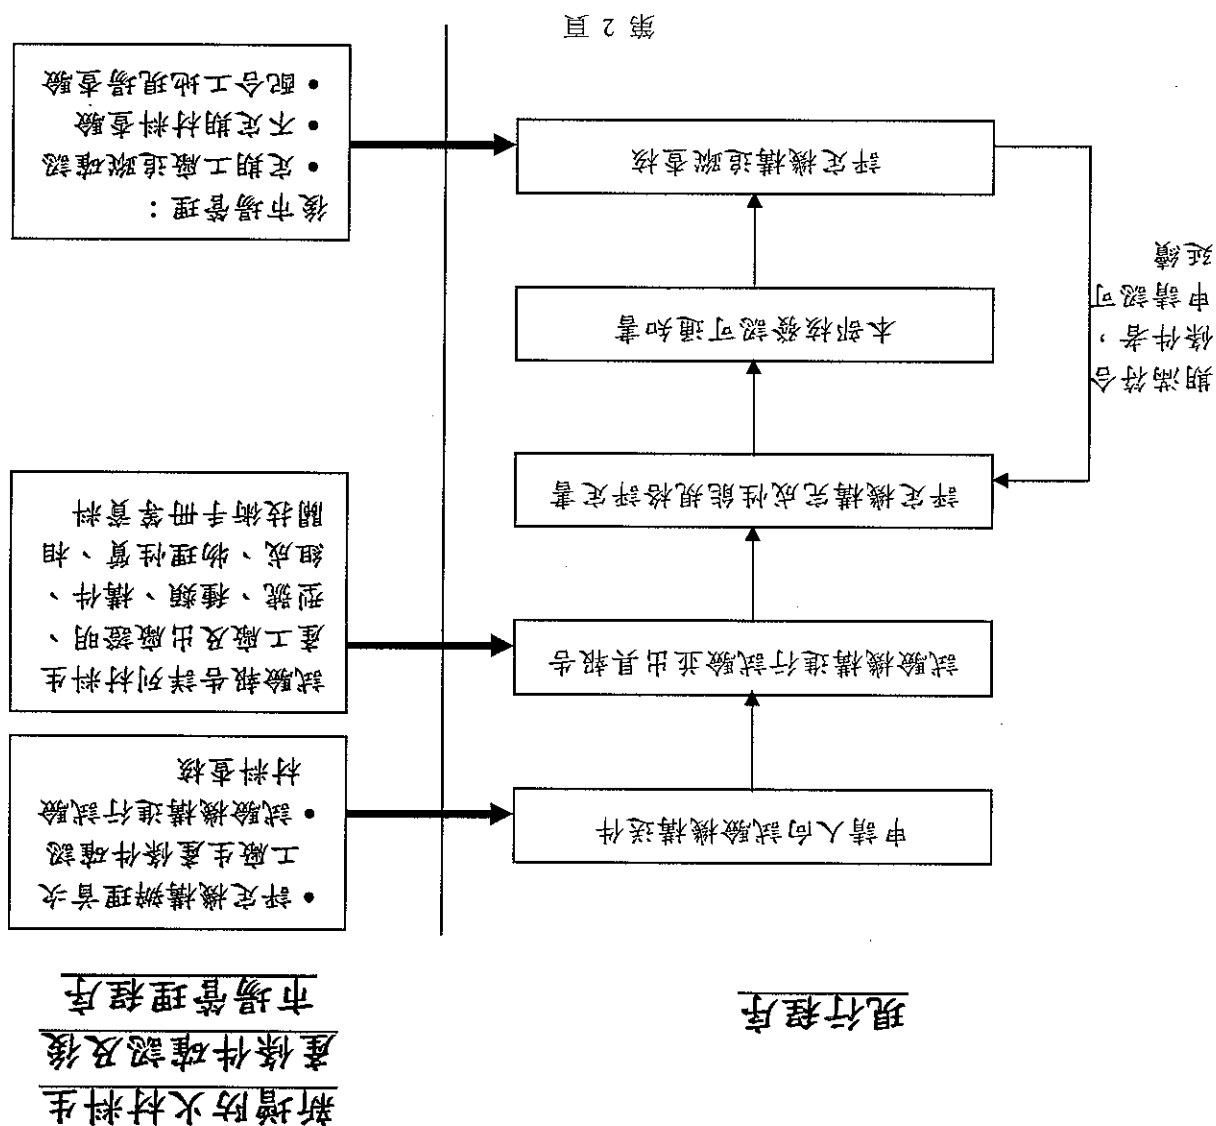 現行程序
申請人向試驗機構送件
試驗機構進行試驗並出具報告
評定機構完成性能規格評定書
本部核發認可通知書
評定機構追蹤查核
期滿符合
條件者，
申請認可
延續
新增防火材料生
產條件確認及後
市場管理程序
• 評定機構辦理首次
工廠生產條件確認
• 試驗機構進行試驗
材料查核
試驗報告詳列材料生
產工廠及出廠證明、
型號、種類、構件、
組成、物理性質、相
關技術手冊等資料
後市場管理：
• 定期工廠追蹤確認
• 不定期材料查驗
• 配合工地現場查驗
第 2 頁